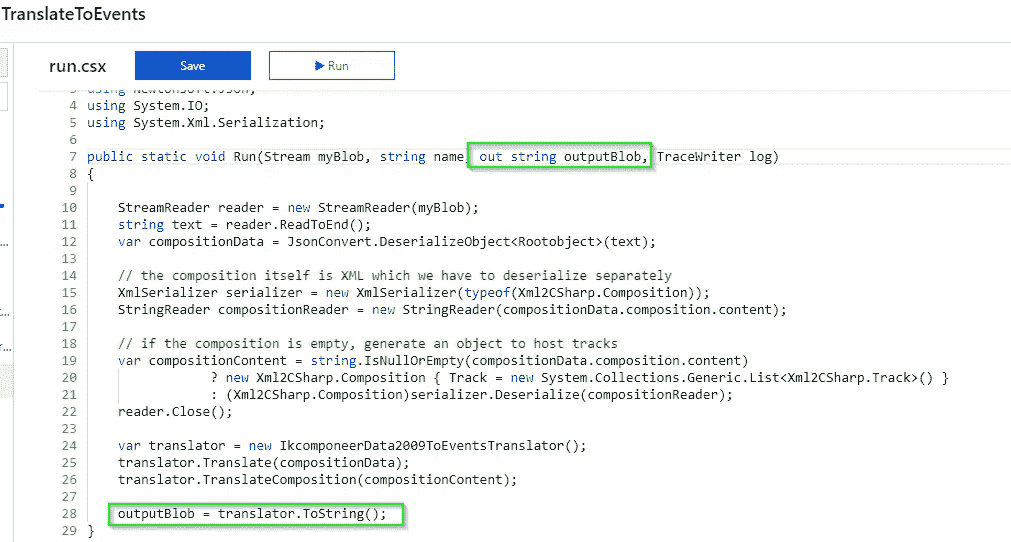 TranslateToEvents
run.csx Save Run
3 using Newtonsoft.Json;
4 using System.IO;
5 using System.Xml.Serialization;
6
7 public static void Run(Stream myBlob, string name, out string outputBlob, TraceWriter log)
8 {
9
10 StreamReader reader = new StreamReader(myBlob);
11 string text = reader.ReadToEnd();
12 var compositionData = JsonConvert.DeserializeObject<Rootobject>(text);
13
14 // the composition itself is XML which we have to deserialize separately
15 XmlSerializer serializer = new XmlSerializer(typeof(Xml2CSharp.Composition));
16 StringReader compositionReader = new StringReader(compositionData.composition.content);
17
18 // if the composition is empty, generate an object to host tracks
19 var compositionContent = string.IsNullOrEmpty(compositionData.composition.content)
20 ? new Xml2CSharp.Composition { Track = new System.Collections.Generic.List<Xml2CSharp.Track>() }
21 : (Xml2CSharp.Composition)serializer.Deserialize(compositionReader);
22 reader.Close();
23
24 var translator = new IkcomponeerData2009ToEventsTranslator();
25 translator.Translate(compositionData);
26 translator.TranslateComposition(compositionContent);
27
28 outputBlob = translator.ToString();
29 }